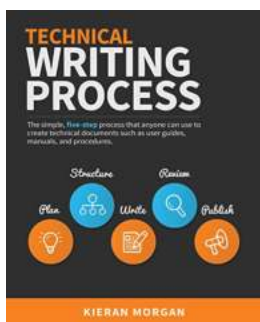 TECHNICAL
WRITING
PROCESS
The simple, five-step process that anyone can use to
create technical documents such as user guides,
manuals, and procedures.
Structure
Review
Plan
Write
Publish
KIERAN MORGAN